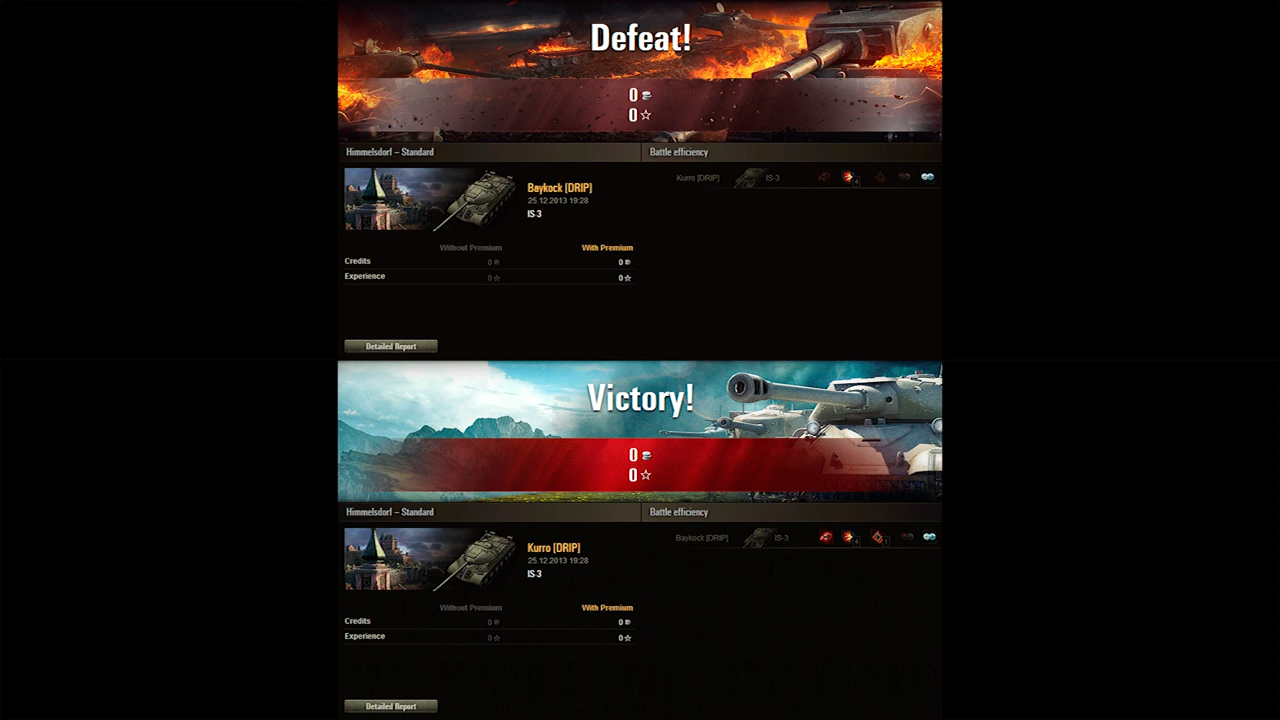 Defeat!
0
0
Himmelsdorf – Standard
Battle efficiency
Baykock [DRIP]
25.12.2013 19:28
IS-3
Kurro [DRIP] IS-3 4
Without Premium With Premium
Credits 0 0
Experience 0 0
Detailed Report
Victory!
0
0
Himmelsdorf – Standard
Battle efficiency
Kurro [DRIP]
25.12.2013 19:28
IS-3
Baykock [DRIP] IS-3 4 1
Without Premium With Premium
Credits 0 0
Experience 0 0
Detailed Report